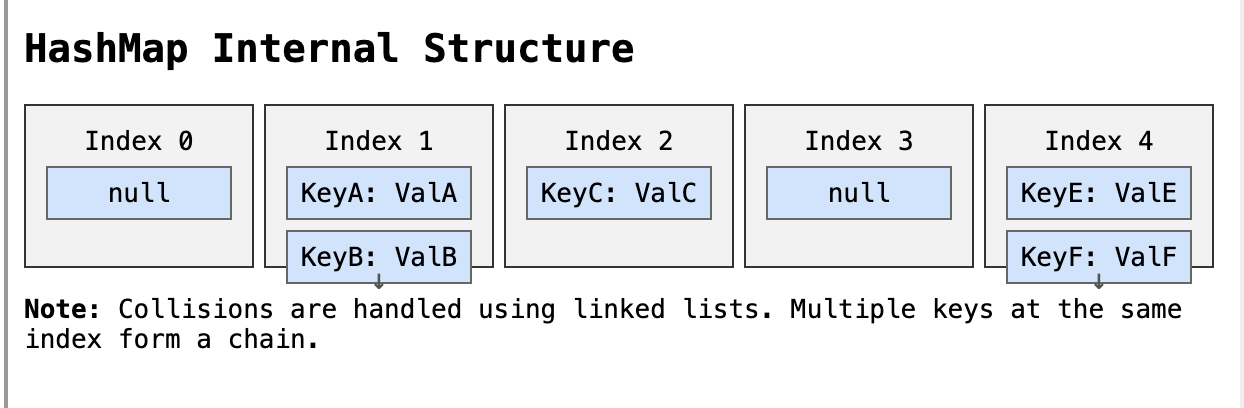 HashMap Internal Structure
Index 0
null
Index 1
KeyA: ValA
KeyB: ValB
↓
Index 2
KeyC: ValC
Index 3
null
Index 4
KeyE: ValE
KeyF: ValF
↓
Note: Collisions are handled using linked lists. Multiple keys at the same
index form a chain.